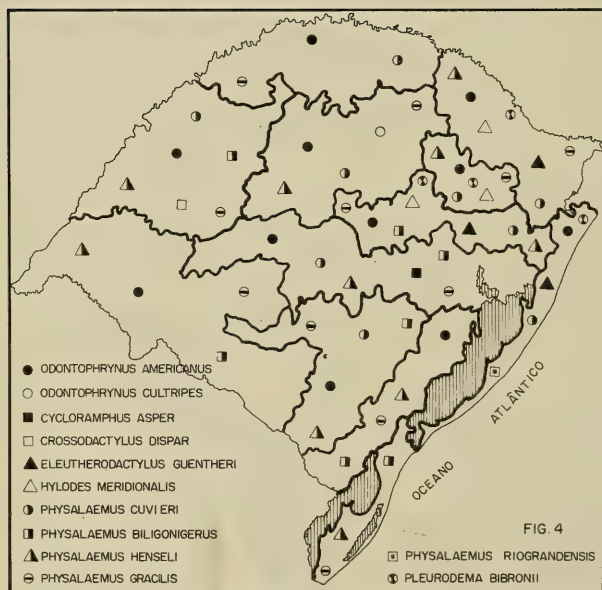 ODONTOPHRYNUS AMERICANUS
ODONTOPHRYNUS CULTRIPES
CYCLORAMPHUS ASPER
CROSSODACTYLUS DISPAR
ELEUTHERODACTYLUS GUENTHERI
HYLODES MERIDIONALIS
PHYSALAEMUS CUVIERI
PHYSALAEMUS BILIGONIGERUS
PHYSALAEMUS HENSELI
PHYSALAEMUS GRACILIS
OCEANO ATLÂNTICO
FIG. 4
PHYSALAEMUS RIOGRANDENSIS
PLEURODEMA BIBRONII